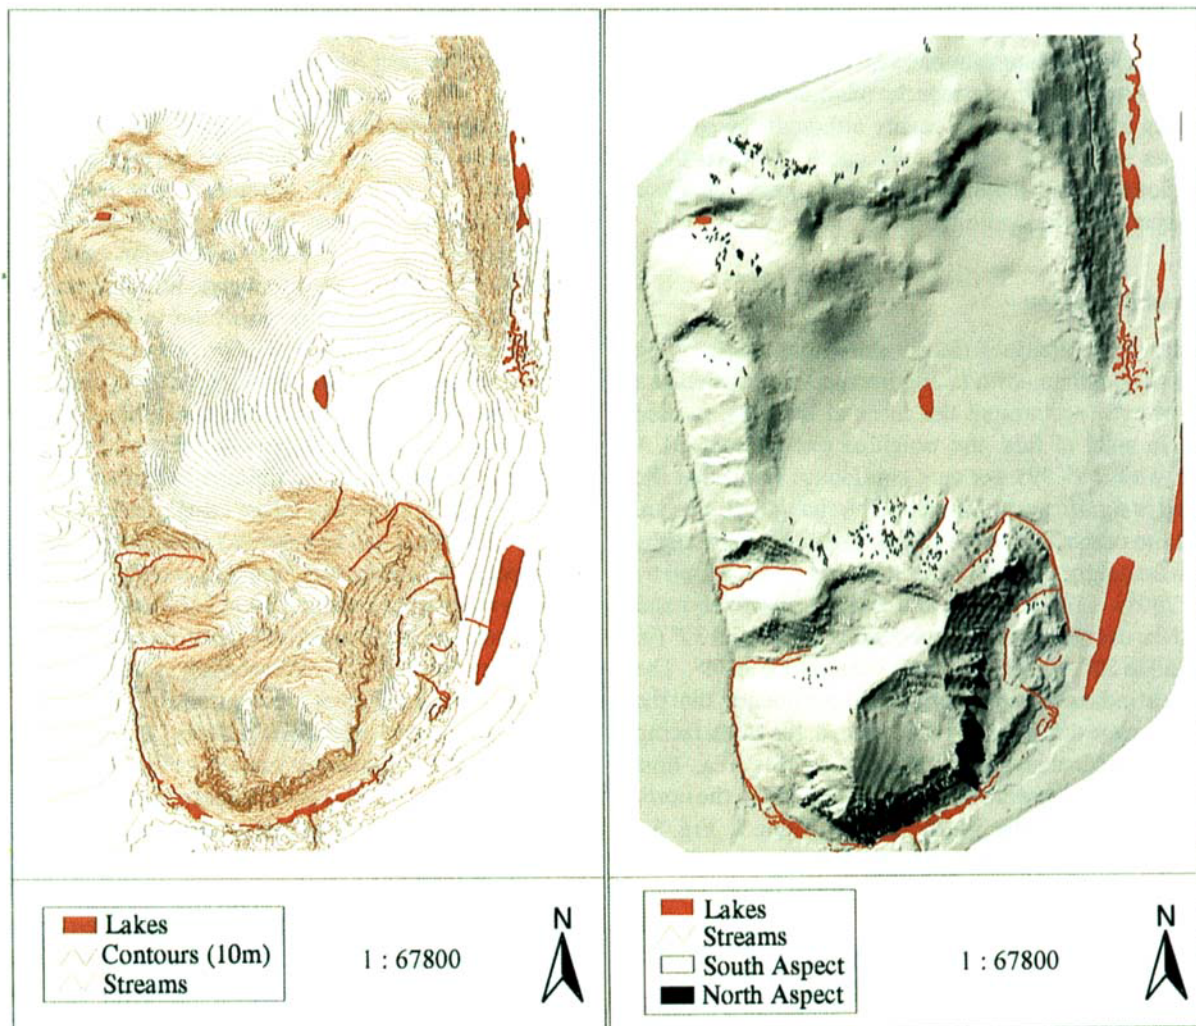 Lakes
Contours (10m)
Streams
1 : 67800
N
Lakes
Streams
South Aspect
North Aspect
1 : 67800
N